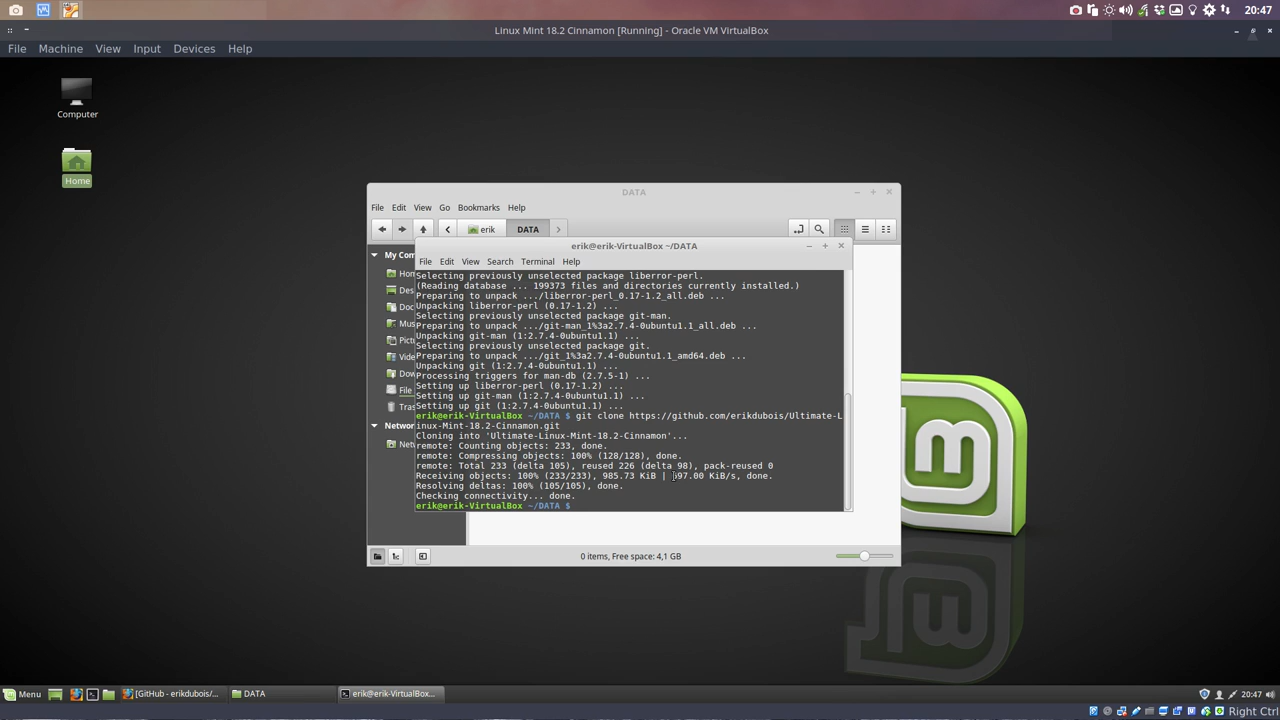 20:47
Linux Mint 18.2 Cinnamon [Running] - Oracle VM VirtualBox
File Machine View Input Devices Help
Computer
Home
DATA
File Edit View Go Bookmarks Help
erik DATA
erik@erik-VirtualBox ~/DATA
My Com
File Edit View Search Terminal Help
Hom
Des
Doc
Mus
Pictu
Vide
Dow
File
Tras
Network
Netw
Selecting previously unselected package liberror-perl.
(Reading database ... 199373 files and directories currently installed.)
Preparing to unpack .../liberror-perl_0.17-1.2_all.deb ...
Unpacking liberror-perl (0.17-1.2) ...
Selecting previously unselected package git-man.
Preparing to unpack .../git-man_1%3a2.7.4-0ubuntu1.1_all.deb ...
Unpacking git-man (1:2.7.4-0ubuntu1.1) ...
Selecting previously unselected package git.
Preparing to unpack .../git_1%3a2.7.4-0ubuntu1.1_amd64.deb ...
Unpacking git (1:2.7.4-0ubuntu1.1) ...
Processing triggers for man-db (2.7.5-1) ...
Setting up liberror-perl (0.17-1.2) ...
Setting up git-man (1:2.7.4-0ubuntu1.1) ...
Setting up git (1:2.7.4-0ubuntu1.1) ...
erik@erik-VirtualBox ~/DATA $ git clone https://github.com/erikdubois/Ultimate-L
inux-Mint-18.2-Cinnamon.git
Cloning into 'Ultimate-Linux-Mint-18.2-Cinnamon'...
remote: Counting objects: 233, done.
remote: Compressing objects: 100% (128/128), done.
remote: Total 233 (delta 105), reused 226 (delta 98), pack-reused 0
Receiving objects: 100% (233/233), 985.73 KiB | 97.00 KiB/s, done.
Resolving deltas: 100% (105/105), done.
Checking connectivity... done.
erik@erik-VirtualBox ~/DATA $
0 items, Free space: 4,1 GB
Menu [GitHub - erikdubois/... DATA erik@erik-VirtualBox... 20:47
Right Ctrl